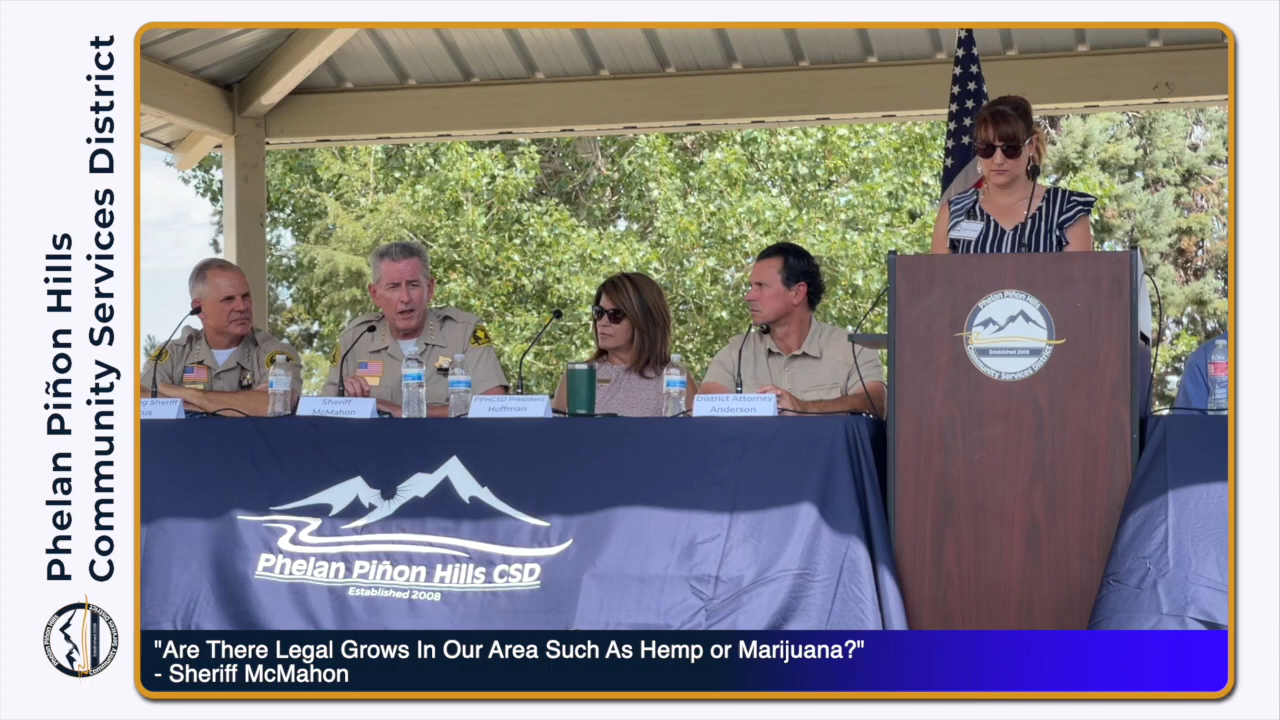 Phelan Piñon Hills
Community Services District
Sheriff
McMahon
PPHCSD President
Hoffman
District Attorney
Anderson
Phelan Piñon Hills
Established 2008
Community Services District
Phelan Piñon Hills CSD
Established 2008
"Are There Legal Grows In Our Area Such As Hemp or Marijuana?"
- Sheriff McMahon